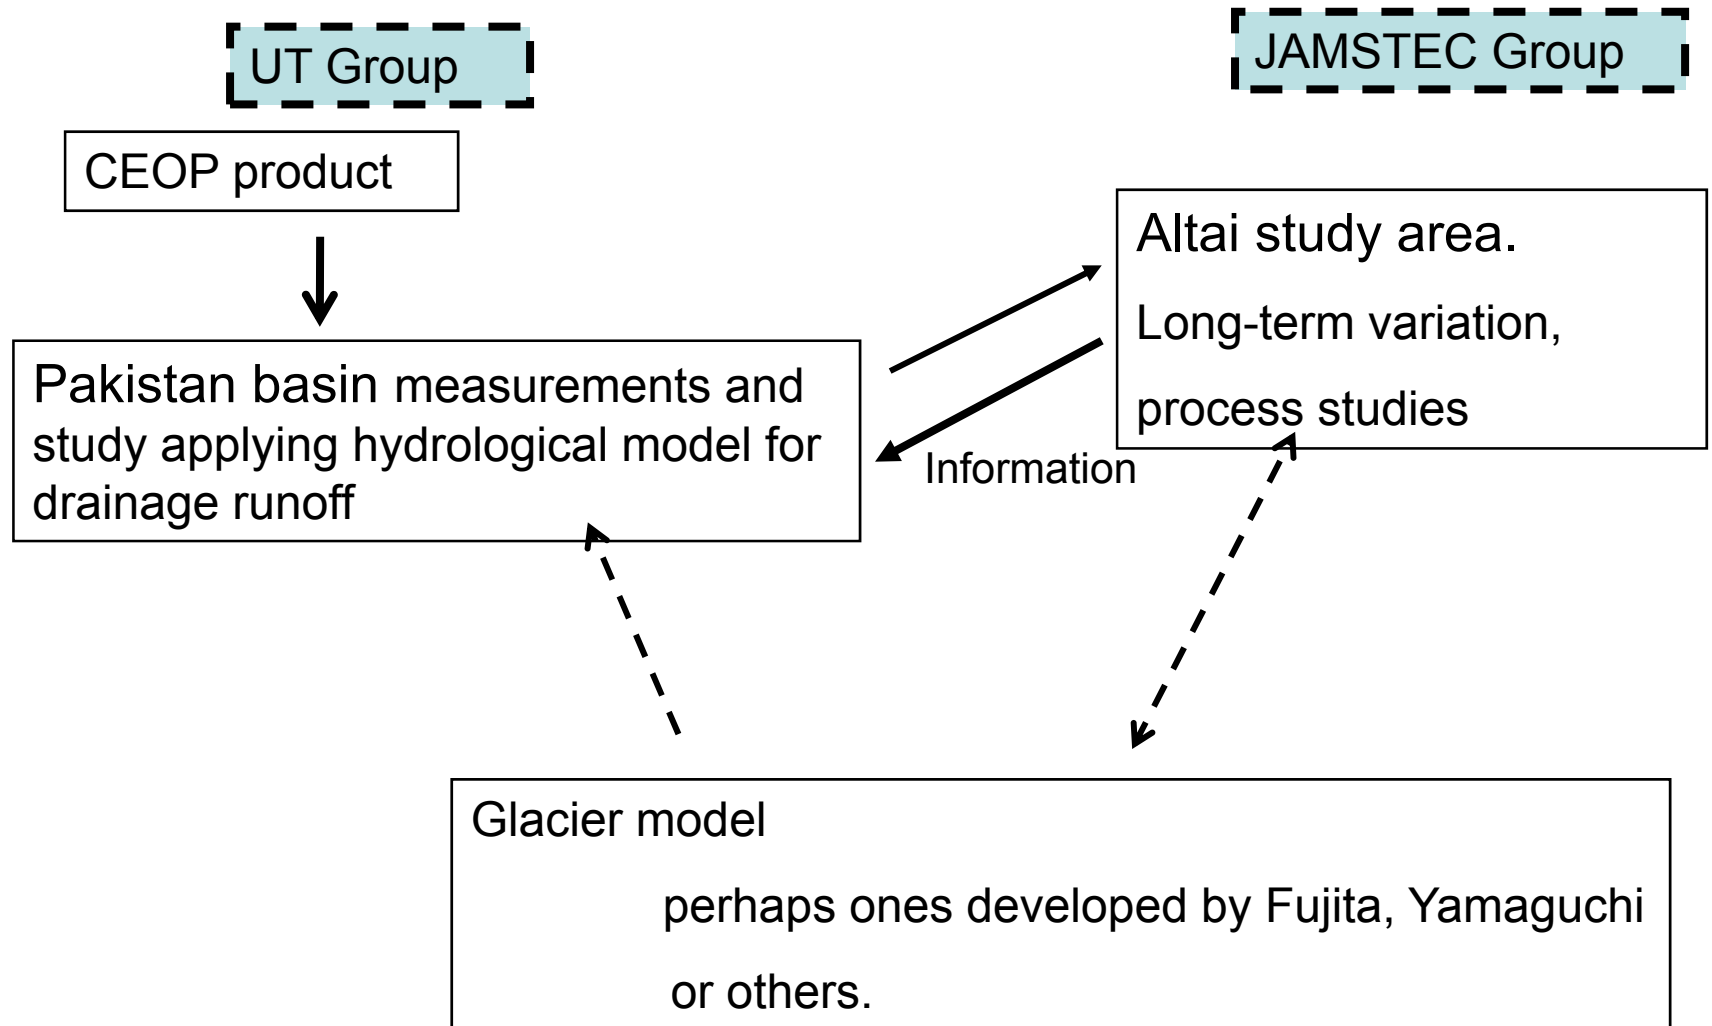 UT Group
JAMSTEC Group
CEOP product
Altai study area.
Long-term variation,
process studies
Pakistan basin measurements and
study applying hydrological model for
drainage runoff
Information
Glacier model
perhaps ones developed by Fujita, Yamaguchi
or others.